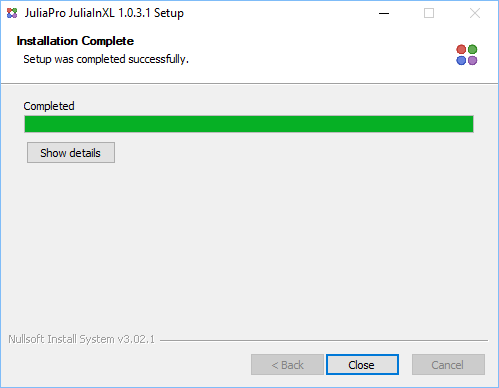 JuliaPro JuliaInXL 1.0.3.1 Setup
Installation Complete
Setup was completed successfully.
Completed
Show details
Nullsoft Install System v3.02.1
< Back Close Cancel